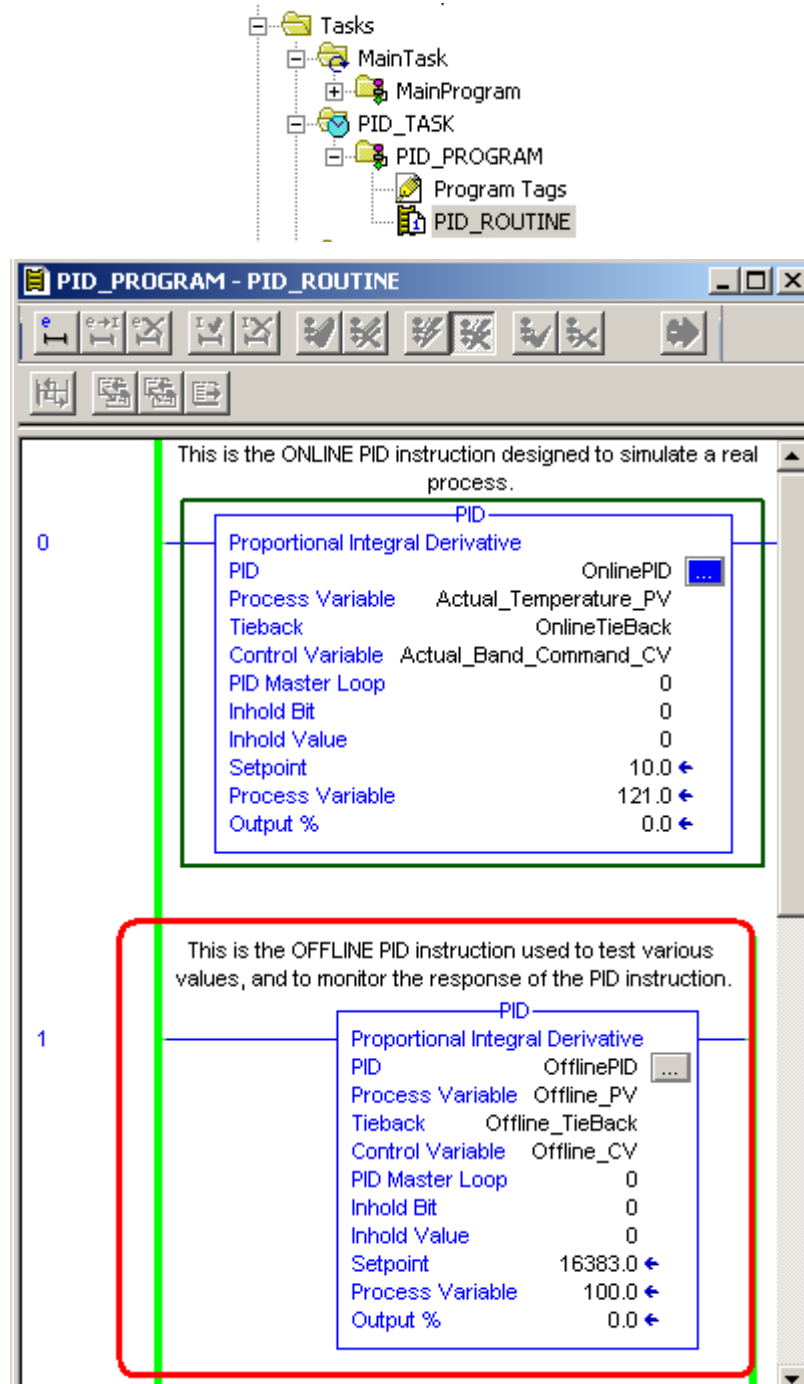 Tasks
MainTask
MainProgram
PID_TASK
PID_PROGRAM
Program Tags
PID_ROUTINE
PID_PROGRAM - PID_ROUTINE
This is the ONLINE PID instruction designed to simulate a real
process.
0
PID
Proportional Integral Derivative
PID OnlinePID ...
Process Variable Actual_Temperature_PV
Tieback OnlineTieBack
Control Variable Actual_Band_Command_CV
PID Master Loop 0
Inhold Bit 0
Inhold Value 0
Setpoint 10.0
Process Variable 121.0
Output % 0.0
This is the OFFLINE PID instruction used to test various
values, and to monitor the response of the PID instruction.
1
PID
Proportional Integral Derivative
PID OfflinePID ...
Process Variable Offline_PV
Tieback Offline_TieBack
Control Variable Offline_CV
PID Master Loop 0
Inhold Bit 0
Inhold Value 0
Setpoint 16383.0
Process Variable 100.0
Output % 0.0